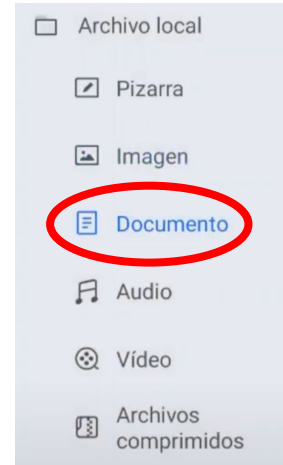 Archivo local
Pizarra
Imagen
Documento
Audio
Vídeo
Archivos
comprimidos